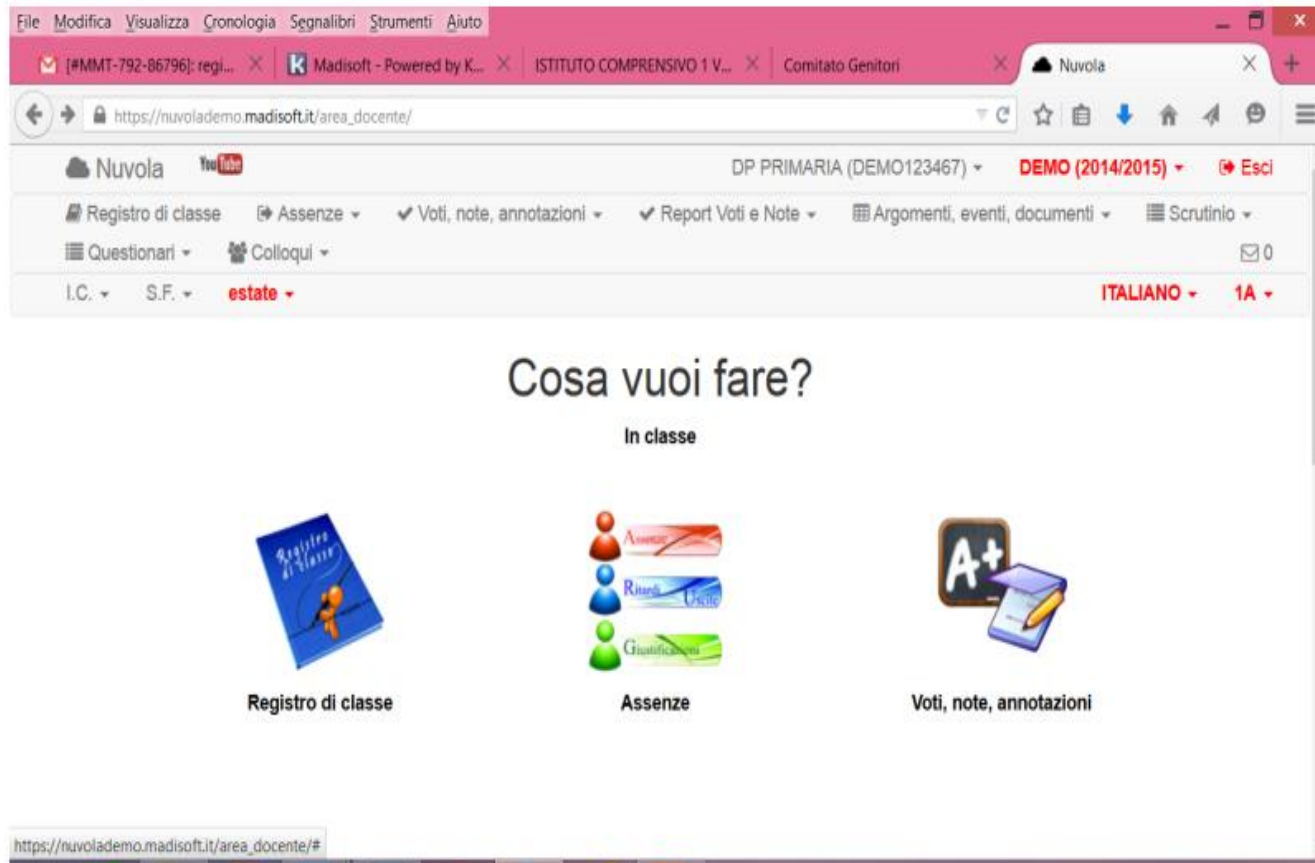 File Modifica Visualizza Cronologia Segnalibri Strumenti Aiuto
[#MMT-792-86796]: regi... Madisoft - Powered by K... ISTITUTO COMPRENSIVO 1 V... Comitato Genitori Nuvola
https://nuvolademo.madisoft.it/area_docente/
Nuvola YouTube DP PRIMARIA (DEMO123467) DEMO (2014/2015) Esci
Registro di classe Assenze Voti, note, annotazioni Report Voti e Note Argomenti, eventi, documenti Scrutinio
Questionari Colloqui 0
I.C. S.F. estate ITALIANO 1A
Cosa vuoi fare?
In classe
Registro di classe
Assenze
Ritardi Uscite
Giustificazioni
A+
Registro di classe Assenze Voti, note, annotazioni
https://nuvolademo.madisoft.it/area_docente/#